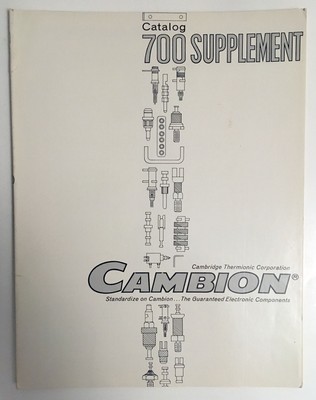 Catalog
700 SUPPLEMENT
Cambridge Thermionic Corporation
CAMBION®
Standardize on Cambion...The Guaranteed Electronic Components